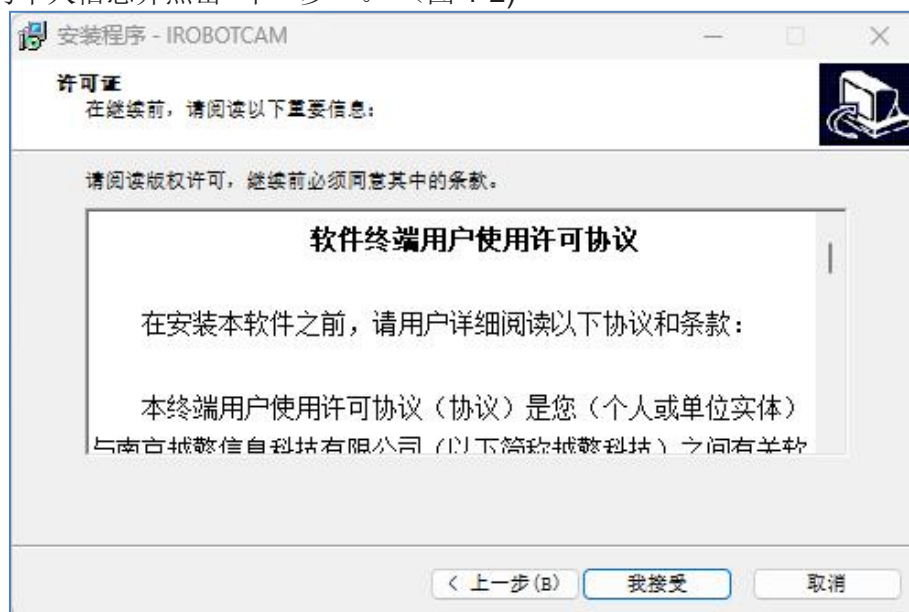 安装程序 - IROBOTCAM
许可证
在继续前，请阅读以下重要信息：
请阅读版权许可，继续前必须同意其中的条款。
软件终端用户使用许可协议
在安装本软件之前，请用户详细阅读以下协议和条款：
本终端用户使用许可协议（协议）是您（个人或单位实体）
< 上一步(B)
我接受
取消